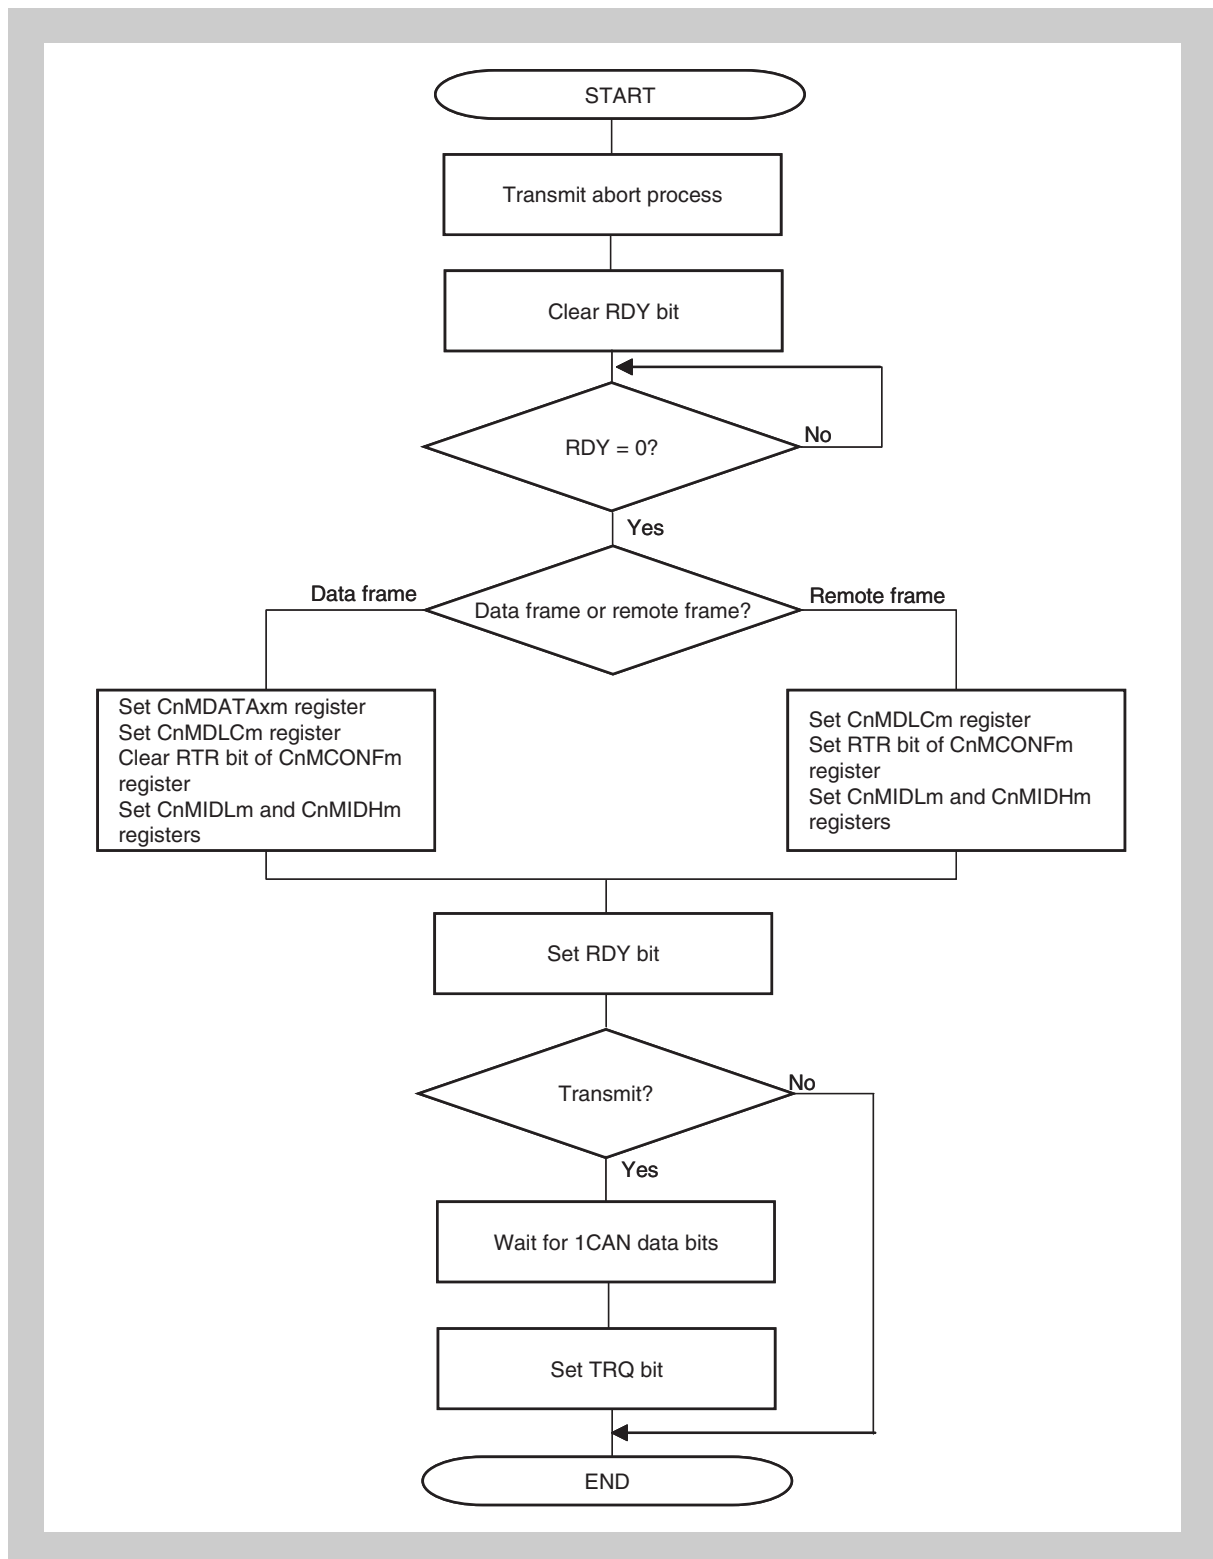 START
Transmit abort process
Clear RDY bit
RDY = 0?
No
Yes
Data frame
Data frame or remote frame?
Remote frame
Set CnMDATAxm register
Set CnMDLCm register
Clear RTR bit of CnMCONFm
register
Set CnMIDLm and CnMIDHm
registers
Set CnMDLCm register
Set RTR bit of CnMCONFm
register
Set CnMIDLm and CnMIDHm
registers
Set RDY bit
Transmit?
No
Yes
Wait for 1CAN data bits
Set TRQ bit
END